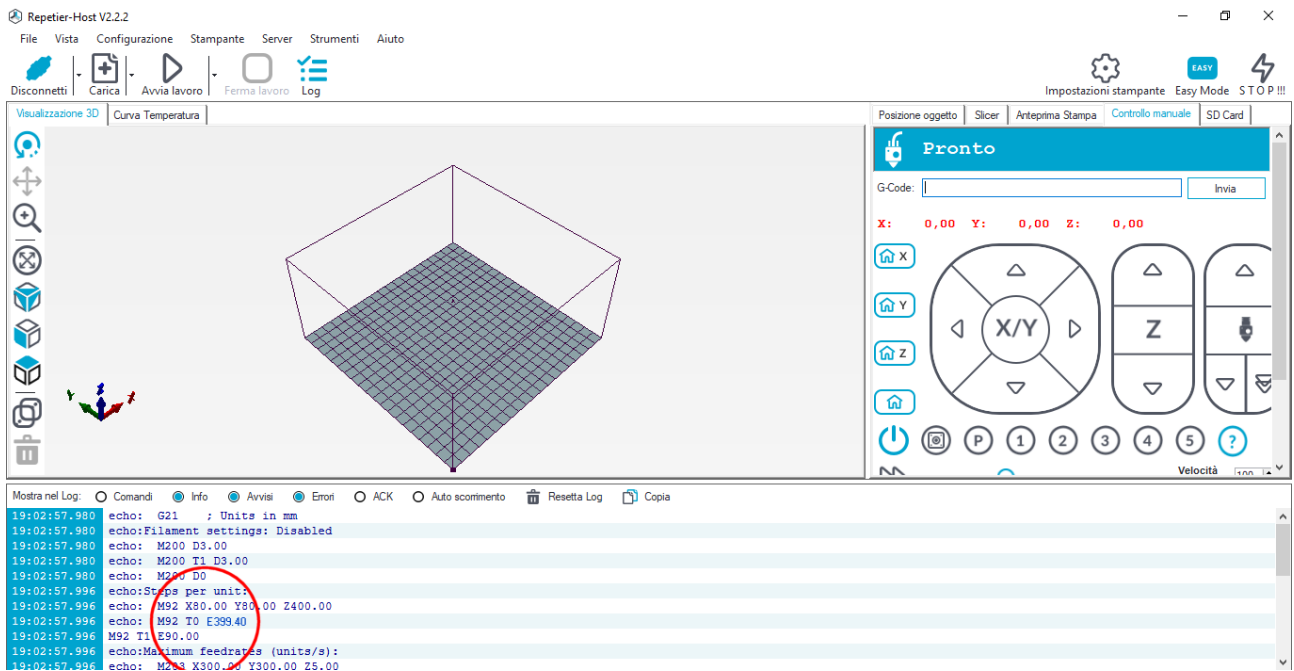 Repetier-Host V2.2.2
File Vista Configurazione Stampante Server Strumenti Aiuto
Disconnetti Carica Avvia lavoro Ferma lavoro Log Impostazioni stampante EASY Easy Mode S T O P !!!
Visualizzazione 3D Curva Temperatura
Posizione oggetto Slicer Anteprima Stampa Controllo manuale SD Card
Pronto
G-Code: Invia
X: 0,00 Y: 0,00 Z: 0,00
X
Y
X/Y Z
Z
P 1 2 3 4 5 ?
Velocità 100
Mostra nel Log: Comandi Info Avvisi Errori ACK Auto scorrimento Resetta Log Copia
19:02:57.980 echo: G21 ; Units in mm
19:02:57.980 echo:Filament settings: Disabled
19:02:57.980 echo: M200 D3.00
19:02:57.980 echo: M200 T1 D3.00
19:02:57.980 echo: M200 D0
19:02:57.996 echo:Steps per unit:
19:02:57.996 echo: M92 X80.00 Y80.00 Z400.00
19:02:57.996 echo: M92 T0 E399.40
19:02:57.996 M92 T1 E90.00
19:02:57.996 echo:Maximum feedrates (units/s):
19:02:57.996 echo: M203 X300.00 Y300.00 Z5.00